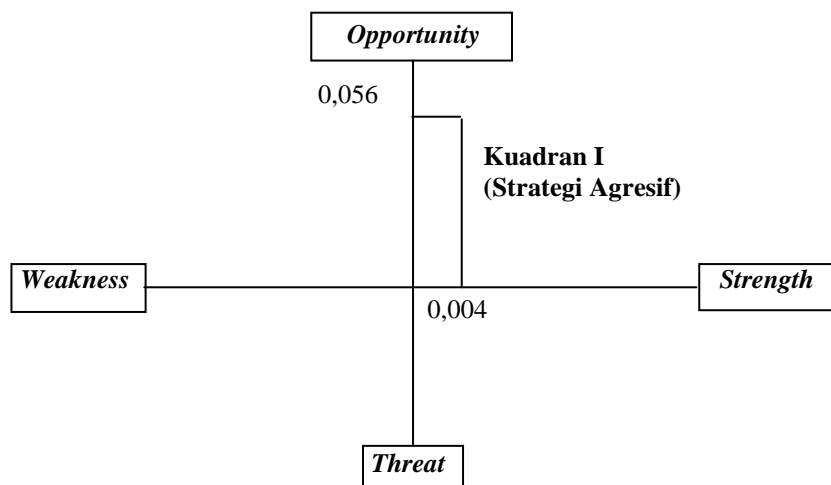 Opportunity
0,056
Kuadran I
(Strategi Agresif)
Weakness
Strength
0,004
Threat